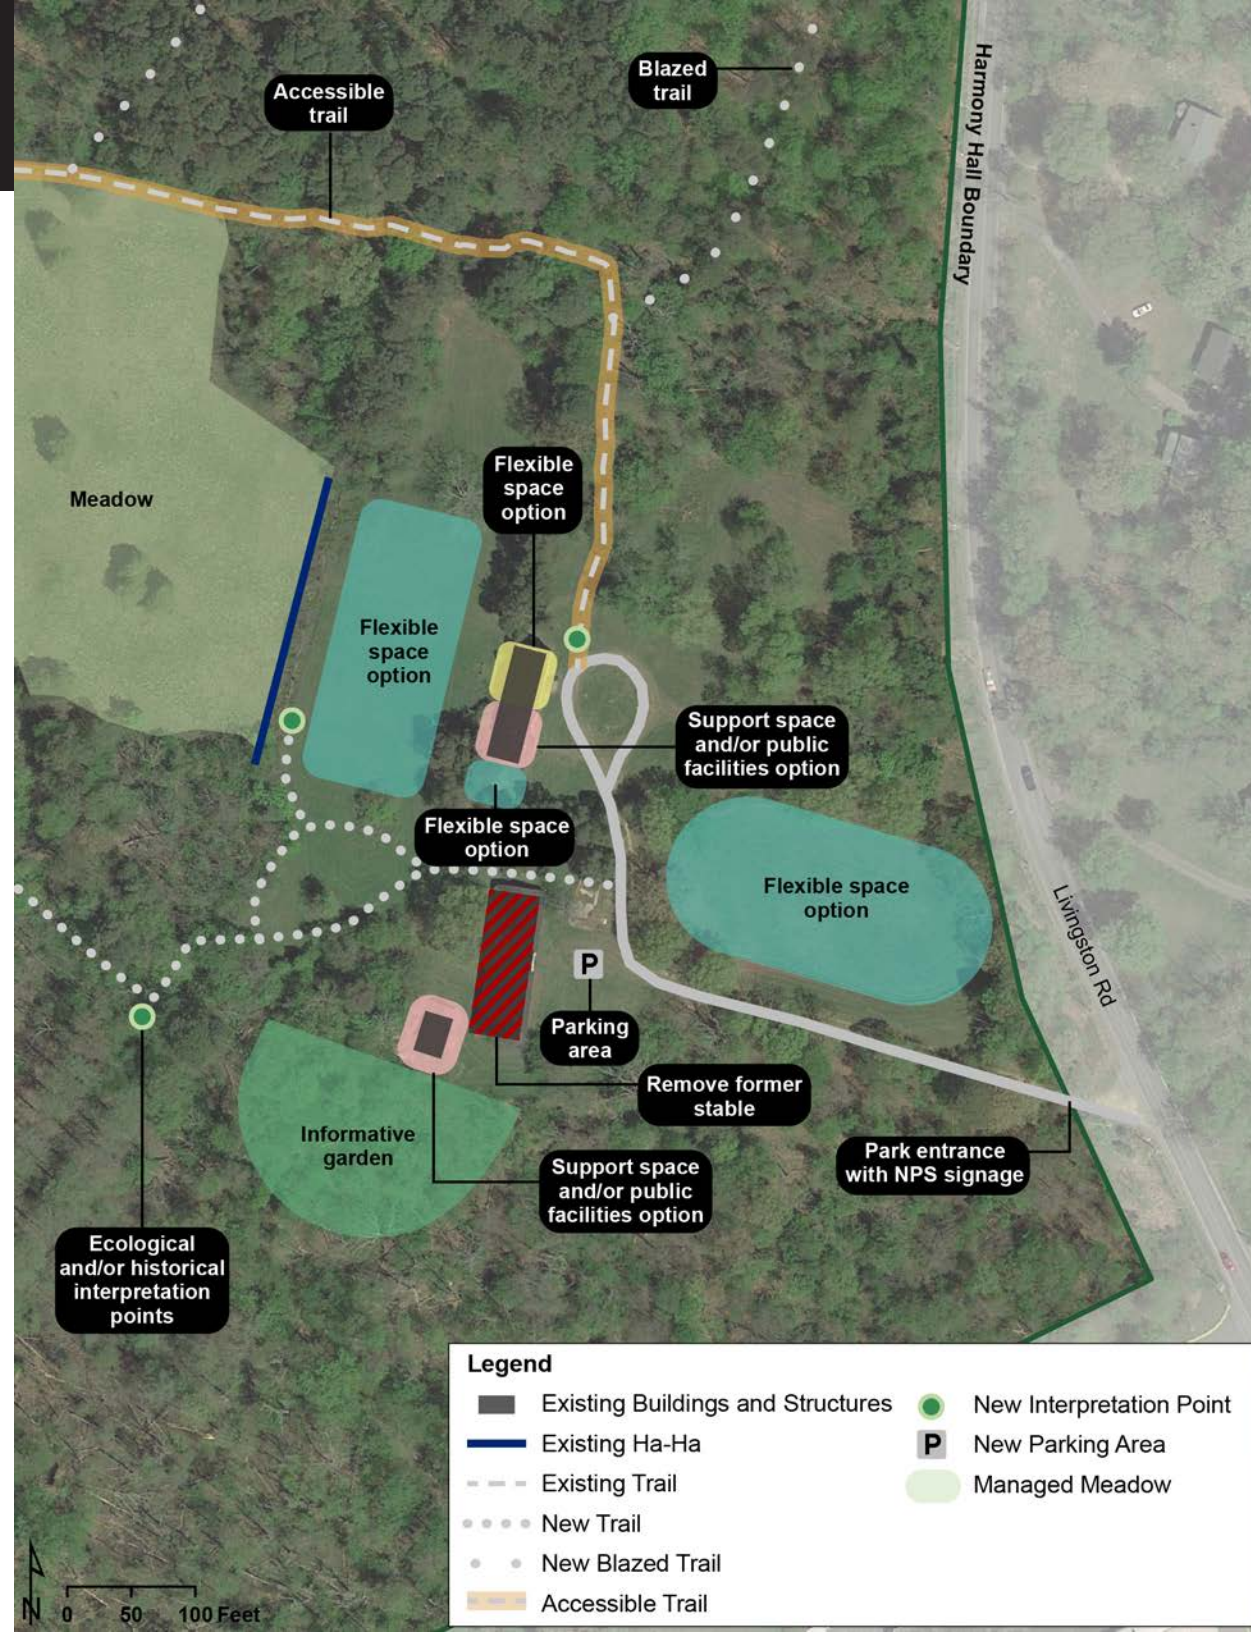 Accessible
trail
Blazed
trail
Harmony Hall Boundary
Meadow
Flexible
space
option
Flexible
space
option
Support space
and/or public
facilities option
Flexible space
option
Flexible space
option
Livingston Rd
P
Parking
area
Remove former
stable
Informative
garden
Support space
and/or public
facilities option
Park entrance
with NPS signage
Ecological
and/or historical
interpretation
points
Legend
Existing Buildings and Structures
Existing Ha-Ha
Existing Trail
New Trail
New Blazed Trail
Accessible Trail
New Interpretation Point
P New Parking Area
Managed Meadow
N 0 50 100 Feet